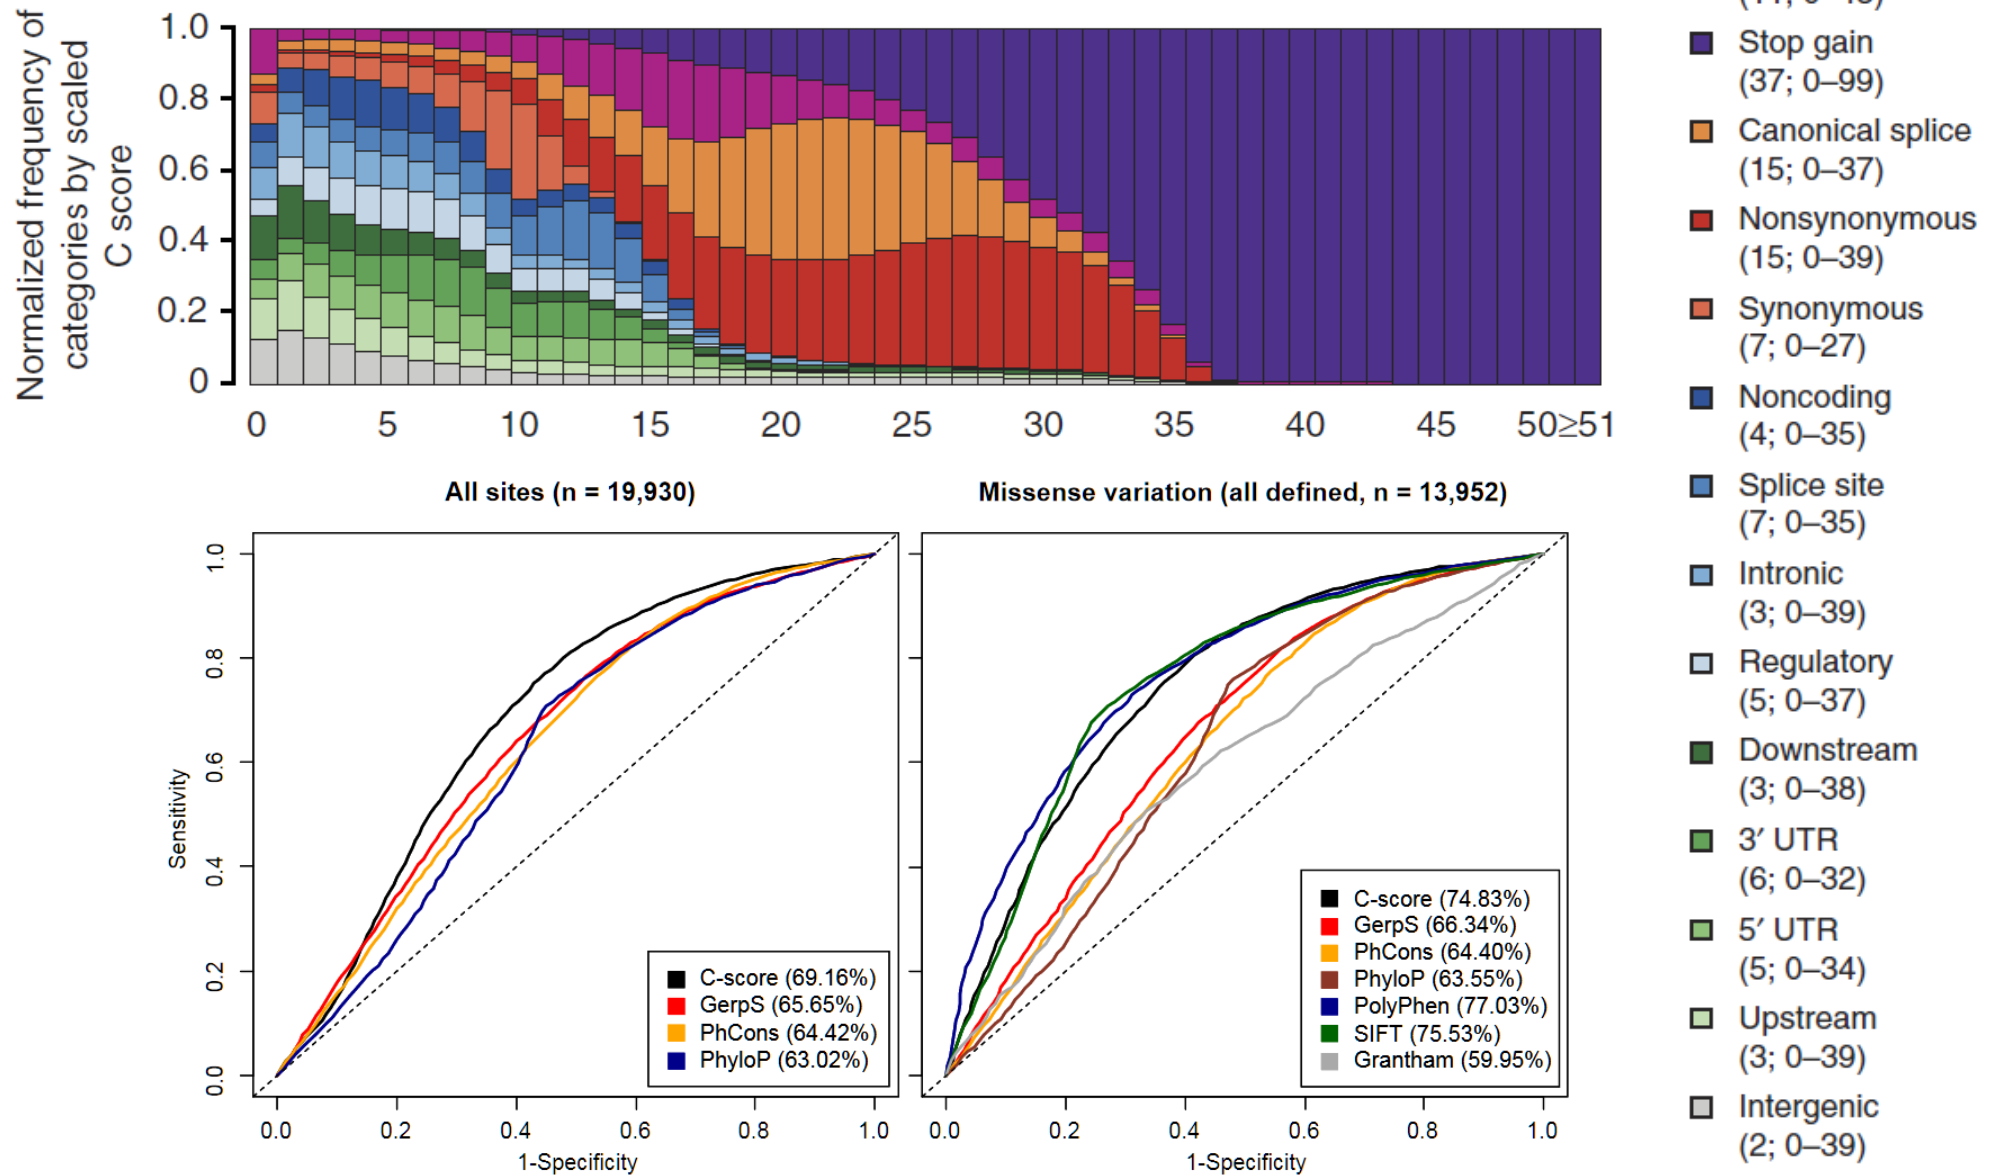 Normalized frequency of
categories by scaled
C score
1.0
0.8
0.6
0.4
0.2
0
0 5 10 15 20 25 30 35 40 45 50 ≥51
Stop gain
(37; 0–99)
Canonical splice
(15; 0–37)
Nonsynonymous
(15; 0–39)
Synonymous
(7; 0–27)
Noncoding
(4; 0–35)
Splice site
(7; 0–35)
Intronic
(3; 0–39)
Regulatory
(5; 0–37)
Downstream
(3; 0–38)
3′ UTR
(6; 0–32)
5′ UTR
(5; 0–34)
Upstream
(3; 0–39)
Intergenic
(2; 0–39)
All sites (n = 19,930)
Sensitivity
1.0
0.8
0.6
0.4
0.2
0.0
C-score (69.16%)
GerpS (65.65%)
PhCons (64.42%)
PhyloP (63.02%)
0.0 0.2 0.4 0.6 0.8 1.0
1-Specificity
Missense variation (all defined, n = 13,952)
C-score (74.83%)
GerpS (66.34%)
PhCons (64.40%)
PhyloP (63.55%)
PolyPhen (77.03%)
SIFT (75.53%)
Grantham (59.95%)
0.0 0.2 0.4 0.6 0.8 1.0
1-Specificity